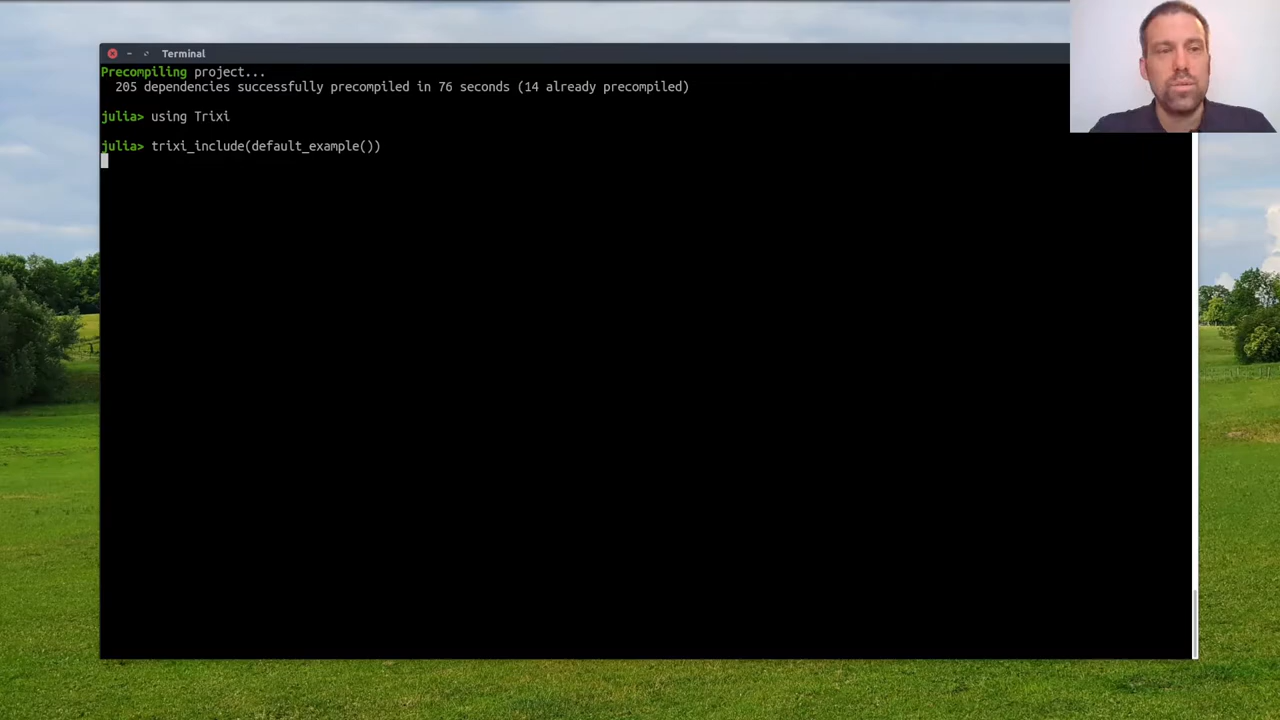 Terminal
Precompiling project...
205 dependencies successfully precompiled in 76 seconds (14 already precompiled)
julia> using Trixi
julia> trixi_include(default_example())